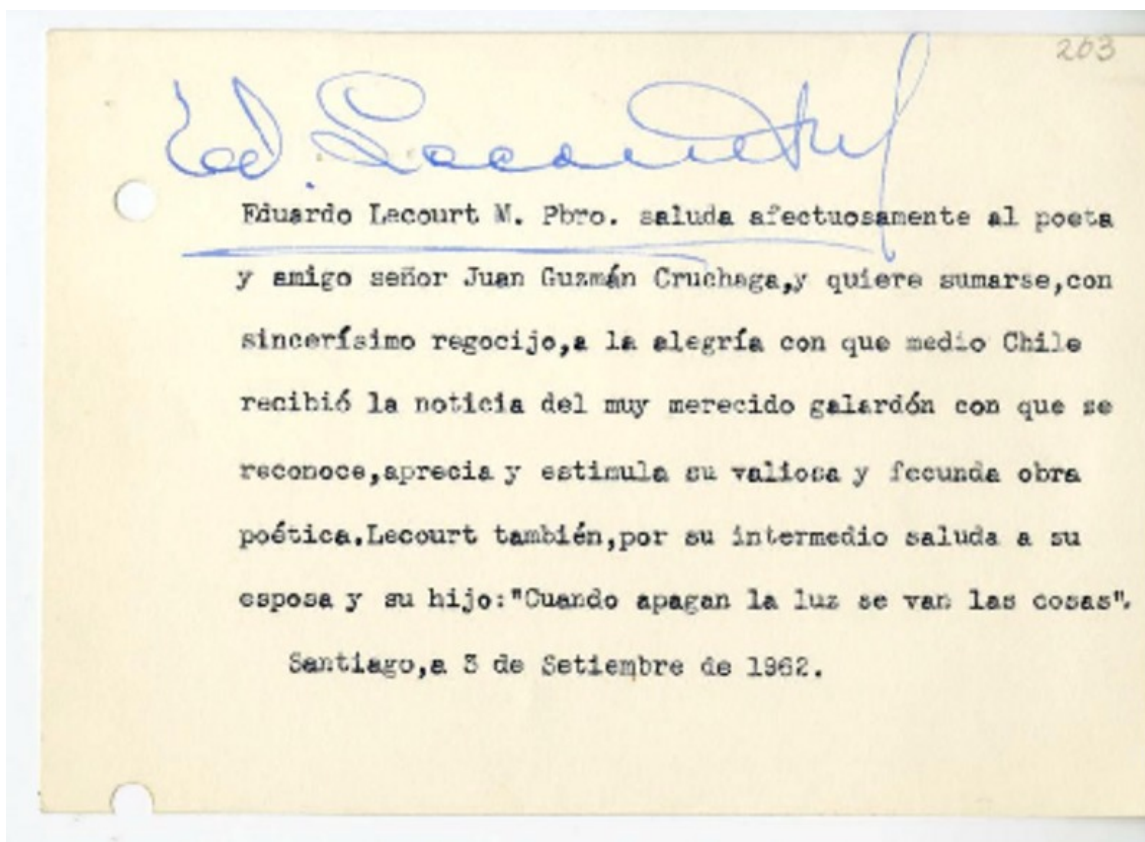 203
Eduardo Lecourt M. Pbro. saluda afectuosamente al poeta
y amigo señor Juan Guzmán Cruchaga,y quiere sumarse,con
sincerísimo regocijo,a la alegría con que medio Chile
recibió la noticia del muy merecido galardón con que se
reconoce,aprecia y estimula su valiosa y fecunda obra
poética.Lecourt también,por su intermedio saluda a su
esposa y su hijo:"Cuando apagan la luz se van las cosas".
Santiago,a 3 de Setiembre de 1962.